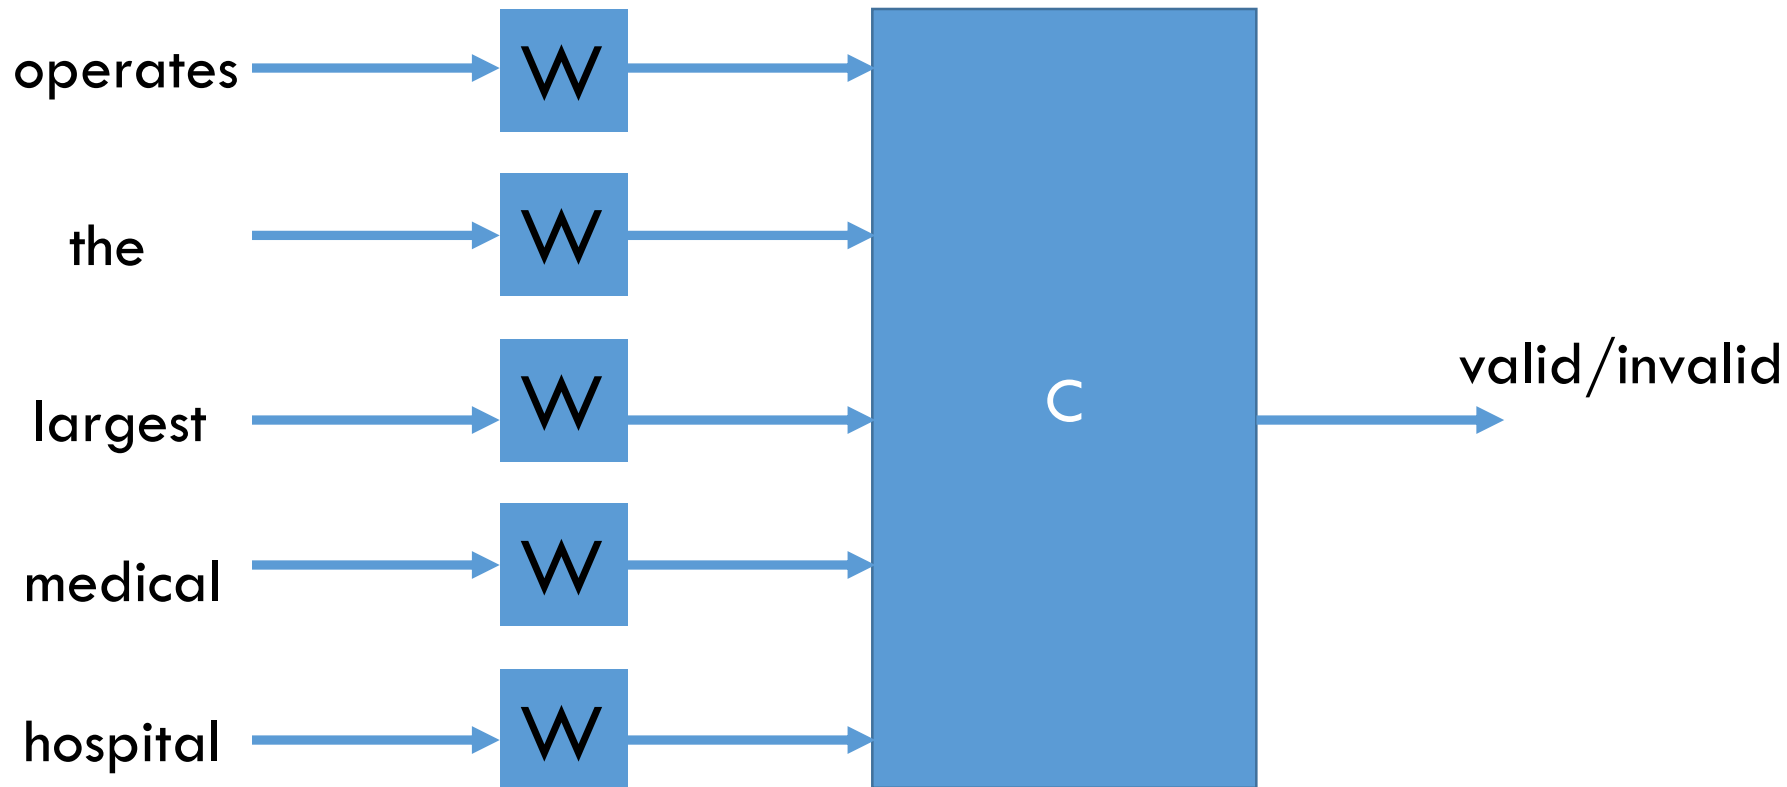 operates
W
the
W
largest
W
C
valid/invalid
medical
W
hospital
W